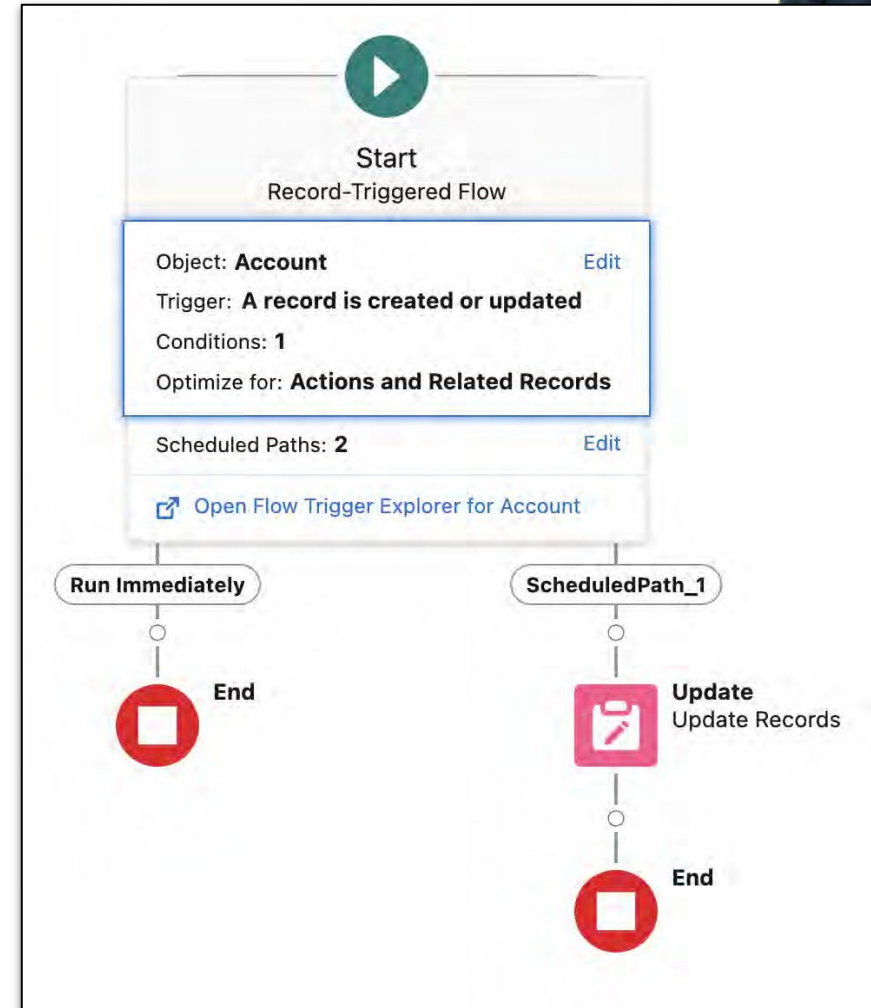 Start
Record-Triggered Flow
Object: Account Edit
Trigger: A record is created or updated
Conditions: 1
Optimize for: Actions and Related Records
Scheduled Paths: 2 Edit
Open Flow Trigger Explorer for Account
Run Immediately ScheduledPath_1
End Update
Update Records
End